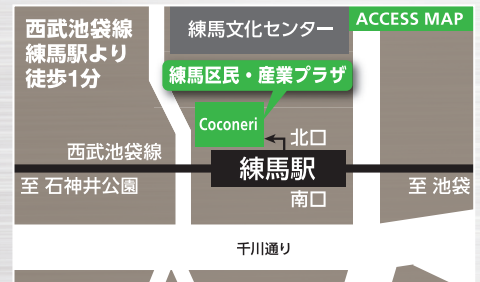 西武池袋線
練馬駅より
徒歩1分
練馬文化センター
ACCESS MAP
練馬区民・産業プラザ
Coconeri
北口
西武池袋線
練馬駅
至 石神井公園
南口
至 池袋
千川通り